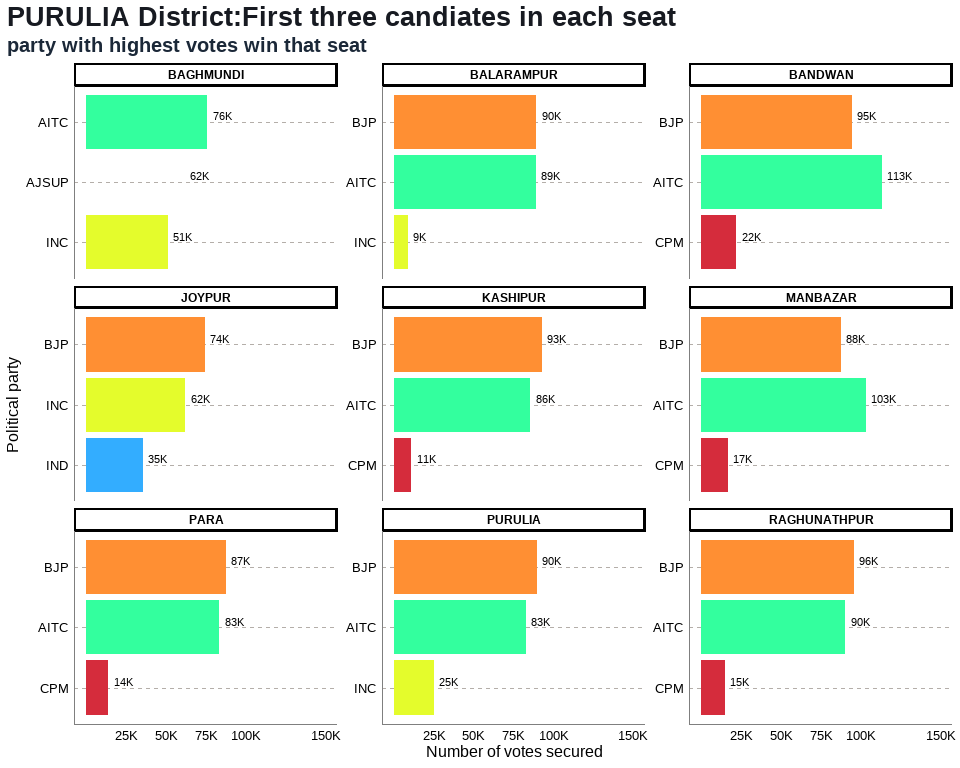 PURULIA District:First three candiates in each seat
party with highest votes win that seat
BAGHMUNDI
AITC 76K
AJSUP 62K
INC 51K
BALARAMPUR
BJP 90K
AITC 89K
INC 9K
BANDWAN
BJP 95K
AITC 113K
CPM 22K
JOYPUR
BJP 74K
INC 62K
IND 35K
KASHIPUR
BJP 93K
AITC 86K
CPM 11K
MANBAZAR
BJP 88K
AITC 103K
CPM 17K
PARA
BJP 87K
AITC 83K
CPM 14K
25K 50K 75K 100K 150K
PURULIA
BJP 90K
AITC 83K
INC 25K
25K 50K 75K 100K 150K
RAGHUNATHPUR
BJP 96K
AITC 90K
CPM 15K
25K 50K 75K 100K 150K
Political party
Number of votes secured